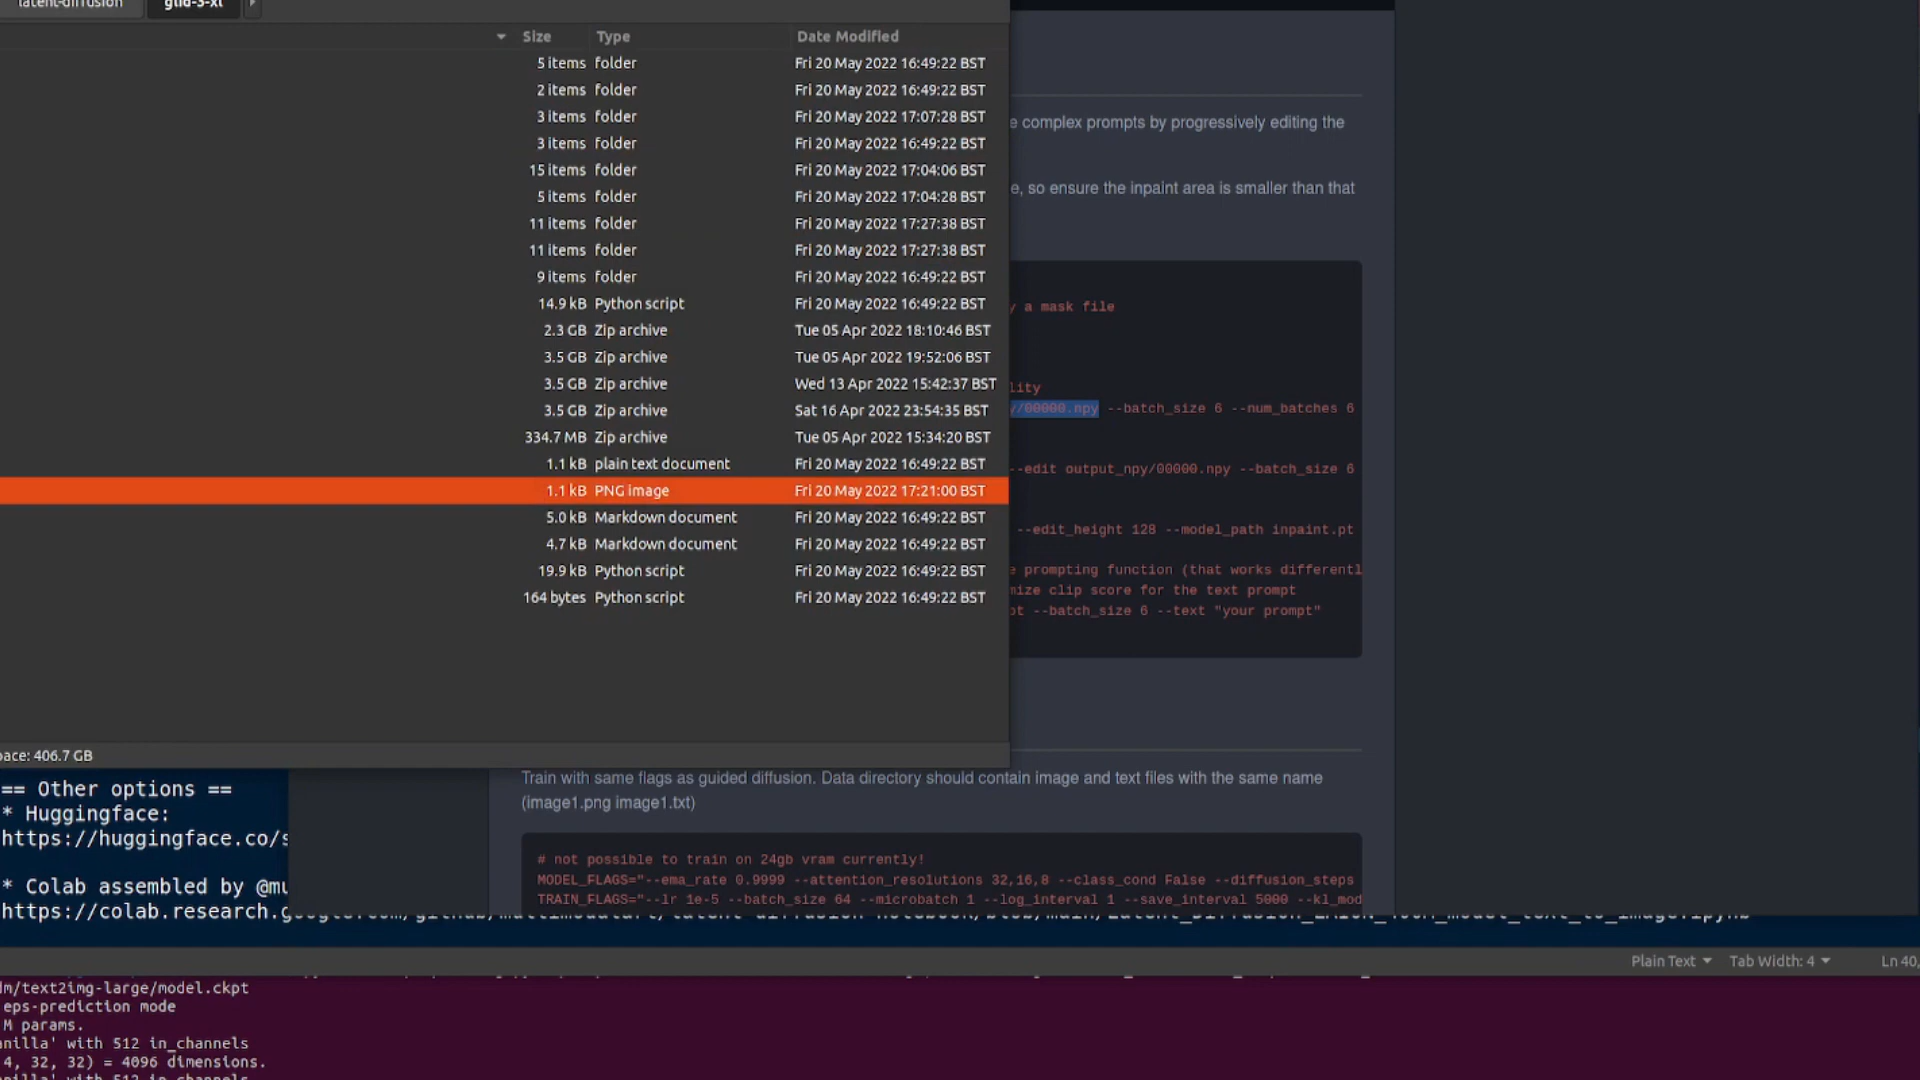 latent-diffusion glid-3-xl
Size Type Date Modified
5 items folder Fri 20 May 2022 16:49:22 BST
2 items folder Fri 20 May 2022 16:49:22 BST
3 items folder Fri 20 May 2022 17:07:28 BST
3 items folder Fri 20 May 2022 16:49:22 BST
15 items folder Fri 20 May 2022 17:04:06 BST
5 items folder Fri 20 May 2022 17:04:28 BST
11 items folder Fri 20 May 2022 17:27:38 BST
11 items folder Fri 20 May 2022 17:27:38 BST
9 items folder Fri 20 May 2022 16:49:22 BST
14.9 kB Python script Fri 20 May 2022 16:49:22 BST
2.3 GB Zip archive Tue 05 Apr 2022 18:10:46 BST
3.5 GB Zip archive Tue 05 Apr 2022 19:52:06 BST
3.5 GB Zip archive Wed 13 Apr 2022 15:42:37 BST
3.5 GB Zip archive Sat 16 Apr 2022 23:54:35 BST
334.7 MB Zip archive Tue 05 Apr 2022 15:34:20 BST
1.1 kB plain text document Fri 20 May 2022 16:49:22 BST
1.1 kB PNG image Fri 20 May 2022 17:21:00 BST
5.0 kB Markdown document Fri 20 May 2022 16:49:22 BST
4.7 kB Markdown document Fri 20 May 2022 16:49:22 BST
19.9 kB Python script Fri 20 May 2022 16:49:22 BST
164 bytes Python script Fri 20 May 2022 16:49:22 BST
pace: 406.7 GB
e complex prompts by progressively editing the
e, so ensure the inpaint area is smaller than that
y a mask file
lity
y/00000.npy --batch_size 6 --num_batches 6
--edit output_npy/00000.npy --batch_size 6
--edit_height 128 --model_path inpaint.pt
e prompting function (that works differentl
mize clip score for the text prompt
pt --batch_size 6 --text "your prompt"
Train with same flags as guided diffusion. Data directory should contain image and text files with the same name
(image1.png image1.txt)
# not possible to train on 24gb vram currently!
MODEL_FLAGS="--ema_rate 0.9999 --attention_resolutions 32,16,8 --class_cond False --diffusion_steps
TRAIN_FLAGS="--lr 1e-5 --batch_size 64 --microbatch 1 --log_interval 1 --save_interval 5000 --kl_mod
== Other options ==
* Huggingface:
https://huggingface.co/s
* Colab assembled by @mu
https://colab.research.google.com/github/multimodalart/latent-diffusion-notebook/blob/main/Latent_Diffusion_LAION_400M_model_text_to_image.ipynb
Plain Text Tab Width: 4 Ln 40,
dm/text2img-large/model.ckpt
eps-prediction mode
M params.
anilla' with 512 in_channels
4, 32, 32) = 4096 dimensions.
anilla' with 512 in_channels